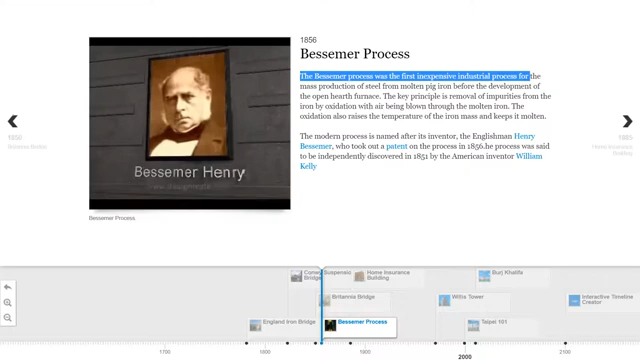 1856
Bessemer Process
The Bessemer process was the first inexpensive industrial process for the
mass production of steel from molten pig iron before the development of
the open hearth furnace. The key principle is removal of impurities from the
iron by oxidation with air being blown through the molten iron. The
oxidation also raises the temperature of the iron mass and keeps it molten.
The modern process is named after its inventor, the Englishman Henry
Bessemer, who took out a patent on the process in 1856.he process was said
to be independently discovered in 1851 by the American inventor William
Kelly
Bessemer Henry
Bessemer Process
1850
1885
Home Insurance
Building
Bridge
Home Insurance
Building
Burj Khalifa
Britannia Bridge
Willis Tower
Interactive Timeline
Creator
England Iron Bridge
Bessemer Process
Taipei 101
1700
1800
1900
2000
2100